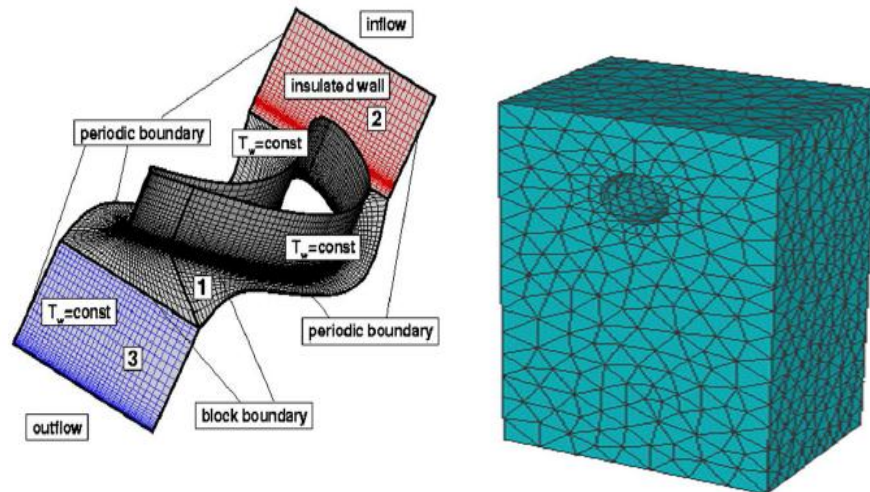 inflow
insulated wall
2
periodic boundary
T_w=const
T_w=const
1
T_w=const
periodic boundary
3
block boundary
outflow